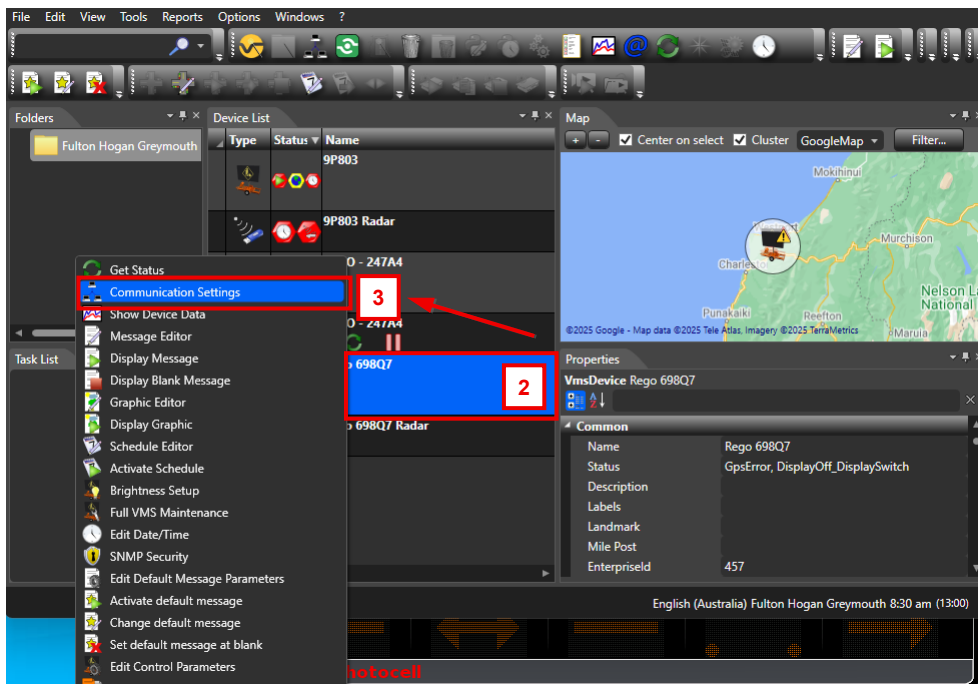 File Edit View Tools Reports Options Windows ?
Folders
Fulton Hogan Greymouth
Device List
Type Status Name
9P803
9P803 Radar
O - 247A4
O - 247A4
698Q7
698Q7 Radar
2
3
Get Status
Communication Settings
Show Device Data
Message Editor
Display Message
Display Blank Message
Graphic Editor
Display Graphic
Schedule Editor
Activate Schedule
Brightness Setup
Full VMS Maintenance
Edit Date/Time
SNMP Security
Edit Default Message Parameters
Activate default message
Change default message
Set default message at blank
Edit Control Parameters
Task List
Map
+ - Center on select Cluster GoogleMap Filter...
Mokihinui
Murchison
Nelson
National
Punakaiki
Reefton
Maruia
©2025 Google - Map data ©2025 Tele Atlas, Imagery ©2025 TerraMetrics
Properties
VmsDevice Rego 698Q7
Common
Name Rego 698Q7
Status GpsError, DisplayOff_DisplaySwitch
Description
Labels
Landmark
Mile Post
EnterpriseId 457
English (Australia) Fulton Hogan Greymouth 8:30 am (13:00)
hotocell